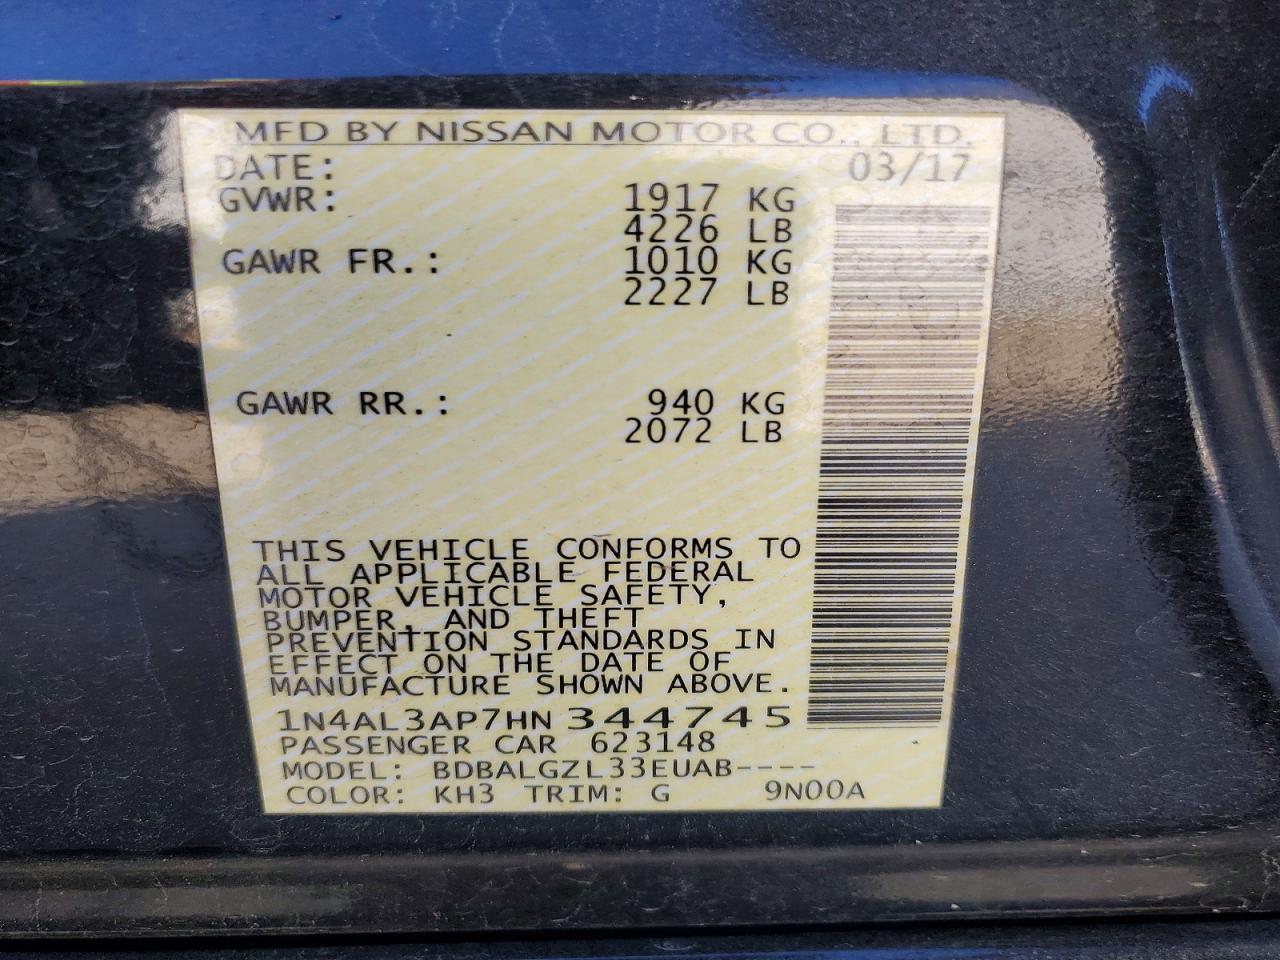 MFD BY NISSAN MOTOR CO., LTD.
DATE: 03/17
GVWR: 1917 KG
4226 LB
GAWR FR.: 1010 KG
2227 LB
GAWR RR.: 940 KG
2072 LB
THIS VEHICLE CONFORMS TO
ALL APPLICABLE FEDERAL
MOTOR VEHICLE SAFETY,
BUMPER, AND THEFT
PREVENTION STANDARDS IN
EFFECT ON THE DATE OF
MANUFACTURE SHOWN ABOVE.
1N4AL3AP7HN 344745
PASSENGER CAR 623148
MODEL: BDBALGZL33EUAB----
COLOR: KH3 TRIM: G 9N00A